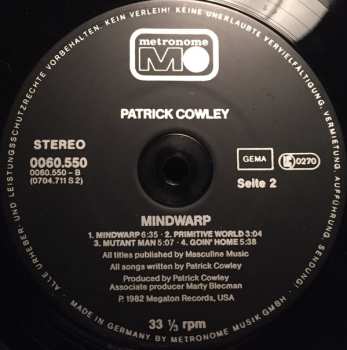 ALLE URHEBER UND LEISTUNGSSCHUTZRECHTE VORBEHALTEN. KEIN VERLEIH! KEINE UNERLAUBTE VERVIELFÄLTIGUNG, VERMIETUNG, AUFFÜHRUNG, SENDUNG!
metronome
M
PATRICK COWLEY
STEREO
0060.550
0060.550 – B
(0704.711 S 2)
GEMA
LC 0270
Seite 2
MINDWARP
1. MINDWARP 6:35 · 2. PRIMITIVE WORLD 3:04
3. MUTANT MAN 5:07 · 4. GOIN' HOME 5:38
All titles published by Masculine Music
All songs written by Patrick Cowley
Produced by Patrick Cowley
Associate producer Marty Blecman
P. 1982 Megaton Records, USA
33 ⅓ rpm
MADE IN GERMANY BY METRONOME MUSIK GMBH